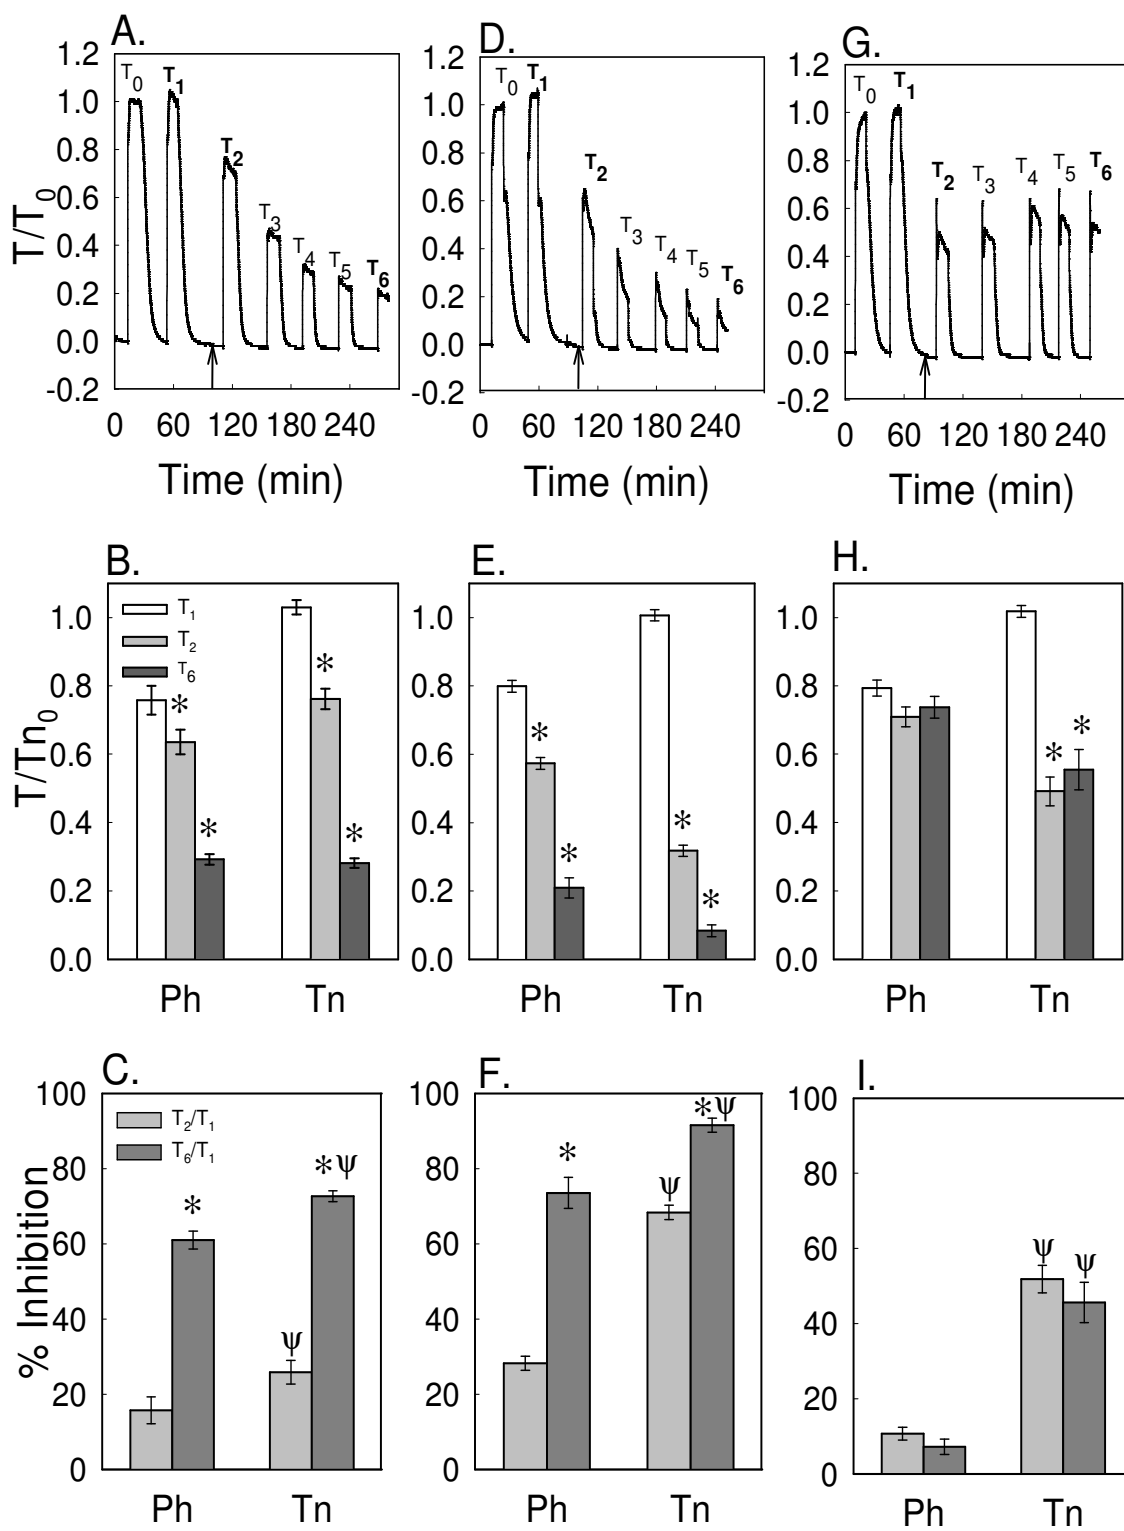 A.
1.2
1.0
0.8
0.6
0.4
0.2
0.0
-0.2
T/T0
T0
T1
T2
T3
T4
T5
T6
0 60 120 180 240
Time (min)
D.
1.2
1.0
0.8
0.6
0.4
0.2
0.0
-0.2
T0
T1
T2
T3
T4
T5
T6
0 60 120 180 240
Time (min)
G.
1.2
1.0
0.8
0.6
0.4
0.2
0.0
-0.2
T0
T1
T2
T3
T4
T5
T6
0 60 120 180 240
Time (min)
B.
T/Tn0
1.0
0.8
0.6
0.4
0.2
0.0
T1
T2
T6
*
*
*
*
Ph Tn
E.
1.0
0.8
0.6
0.4
0.2
0.0
*
*
*
*
Ph Tn
H.
1.0
0.8
0.6
0.4
0.2
0.0
*
*
Ph Tn
C.
% Inhibition
100
80
60
40
20
0
T2/T1
T6/T1
*
ψ
*ψ
Ph Tn
F.
100
80
60
40
20
0
*
ψ
*ψ
Ph Tn
I.
100
80
60
40
20
0
ψ
ψ
Ph Tn